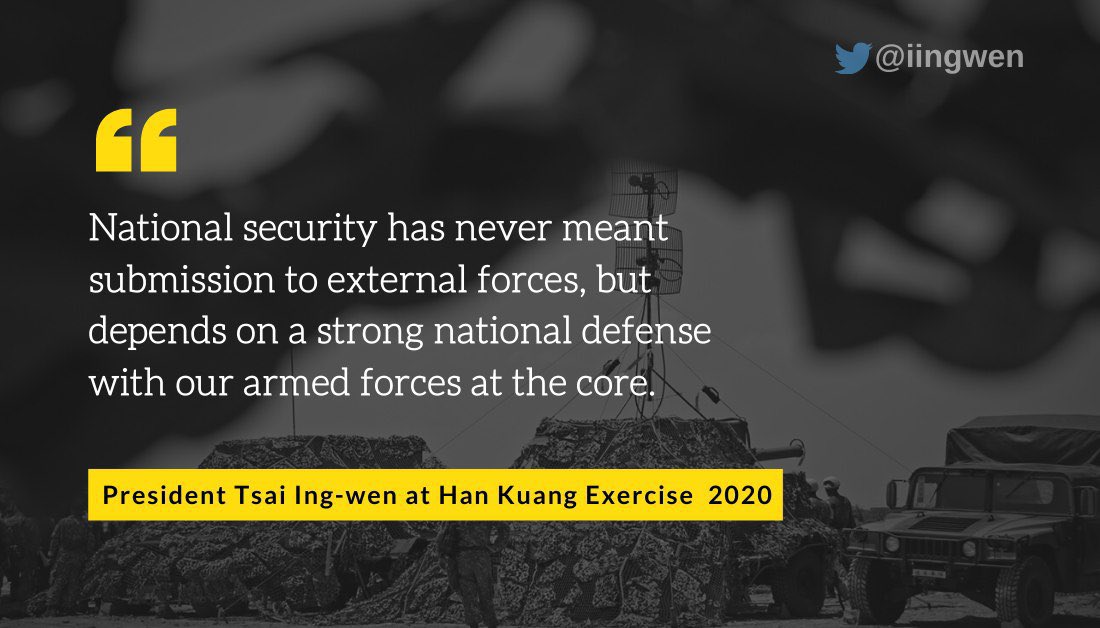 @iingwen
“
National security has never meant
submission to external forces, but
depends on a strong national defense
with our armed forces at the core.
President Tsai Ing-wen at Han Kuang Exercise 2020